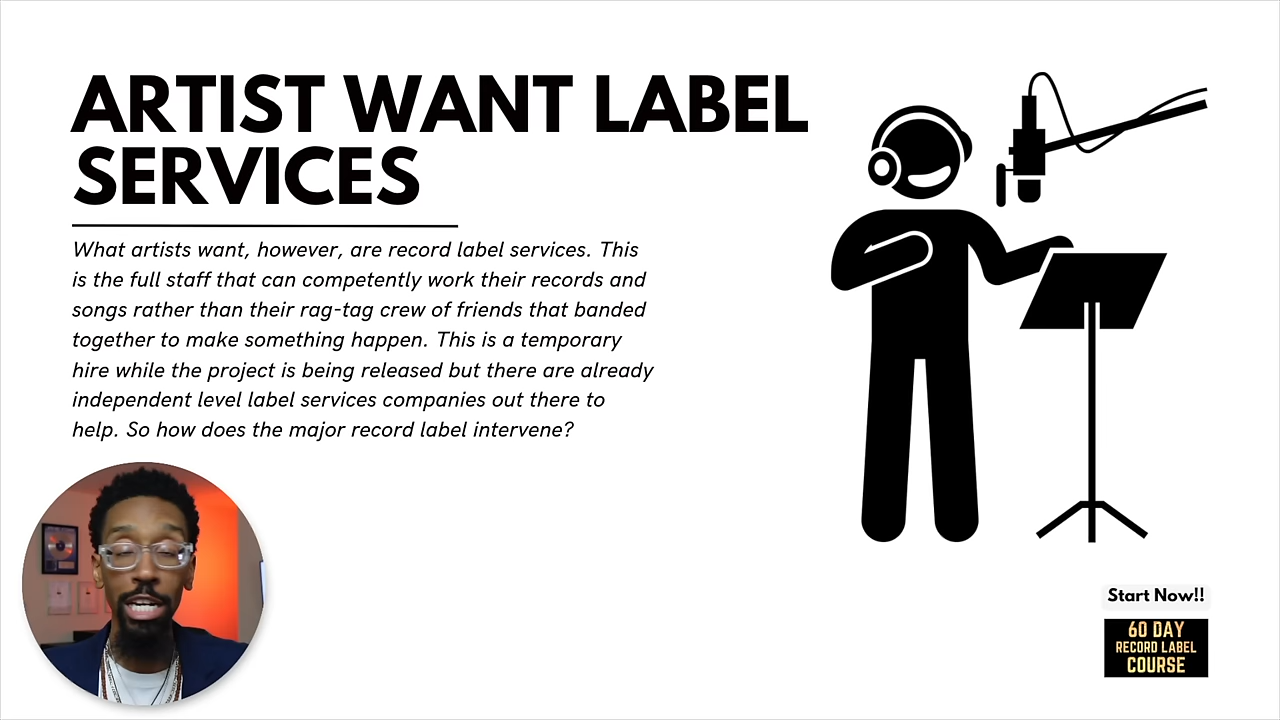 ARTIST WANT LABEL
SERVICES
What artists want, however, are record label services. This
is the full staff that can competently work their records and
songs rather than their rag-tag crew of friends that banded
together to make something happen. This is a temporary
hire while the project is being released but there are already
independent level label services companies out there to
help. So how does the major record label intervene?
Start Now!!
60 DAY
RECORD LABEL
COURSE